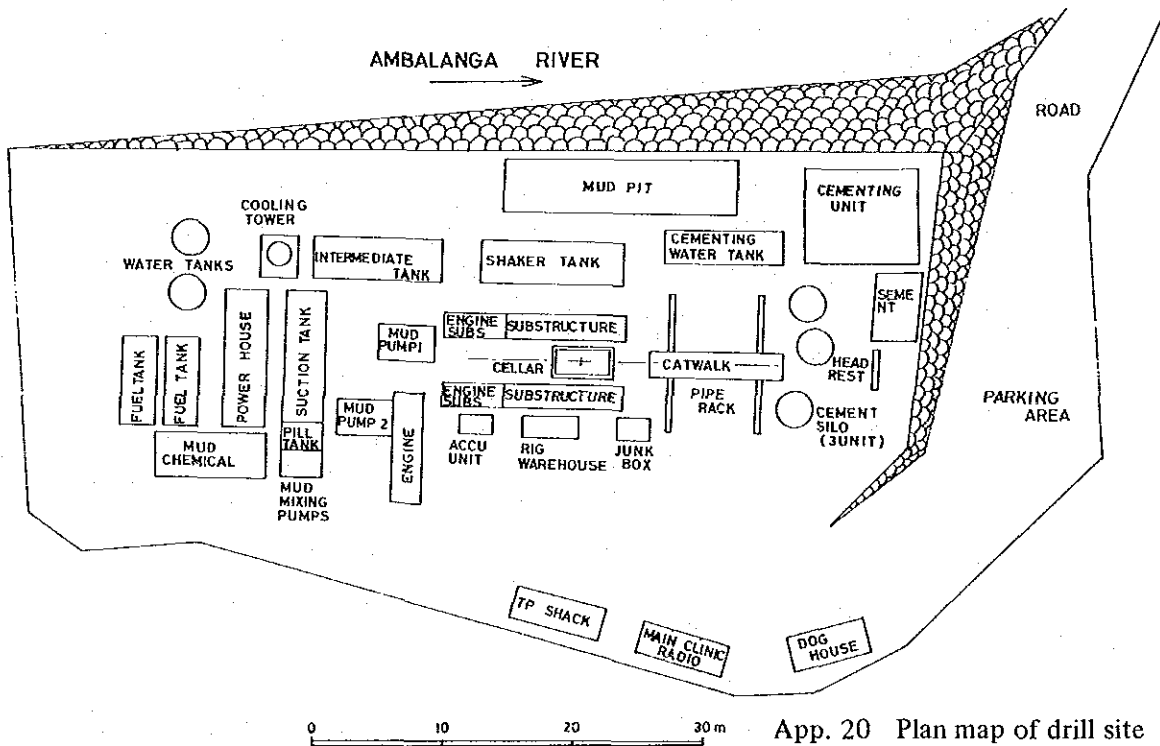 AMBALANGA RIVER
ROAD
MUD PIT
CEMENTING
UNIT
COOLING
TOWER
WATER TANKS
INTERMEDIATE
TANK
SHAKER TANK
CEMENTING
WATER TANK
SEME
NT
FUEL TANK
FUEL TANK
POWER HOUSE
SUCTION TANK
MUD
PUMP1
ENGINE
SUBS
SUBSTRUCTURE
CELLAR
CATWALK
HEAD
REST
PIPE
RACK
ENGINE
SUBS
SUBSTRUCTURE
PARKING
AREA
MUD
PUMP 2
ENGINE
PILL
TANK
MUD
CHEMICAL
MUD
MIXING
PUMPS
ACCU
UNIT
RIG
WAREHOUSE
JUNK
BOX
CEMENT
SILO
(3UNIT)
TP SHACK
MAIN CLINIC
RADIO
DOG
HOUSE
0 10 20 30 m
App. 20 Plan map of drill site